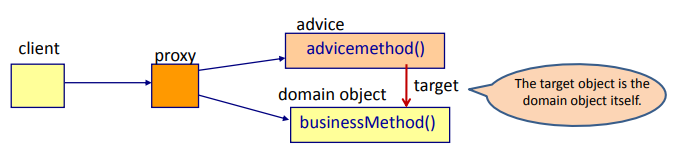 client
proxy
advice
advicemethod()
target
domain object
businessMethod()
The target object is the
domain object itself.